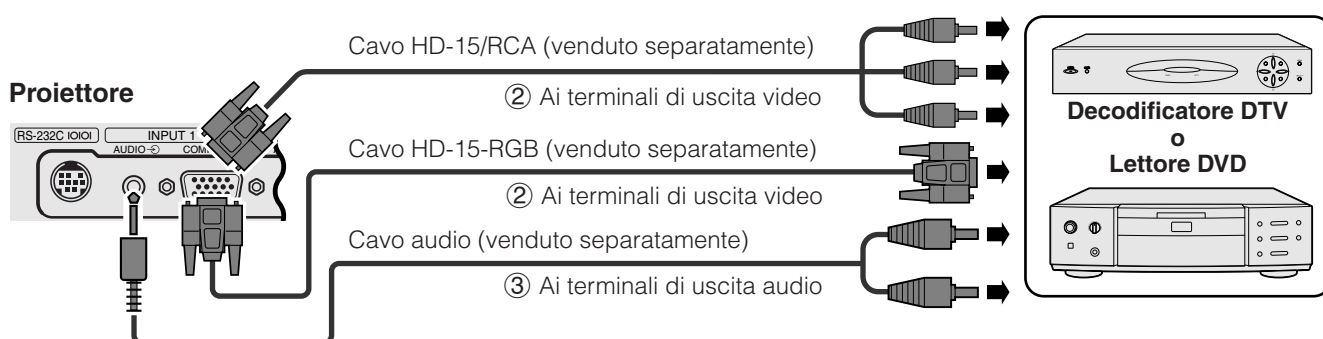 Cavo HD-15/RCA (venduto separatamente)
② Ai terminali di uscita video
Proiettore
RS-232C IOIOI
INPUT 1
AUDIO
Cavo HD-15-RGB (venduto separatamente)
② Ai terminali di uscita video
Cavo audio (venduto separatamente)
③ Ai terminali di uscita audio
Decodificatore DTV
o
Lettore DVD